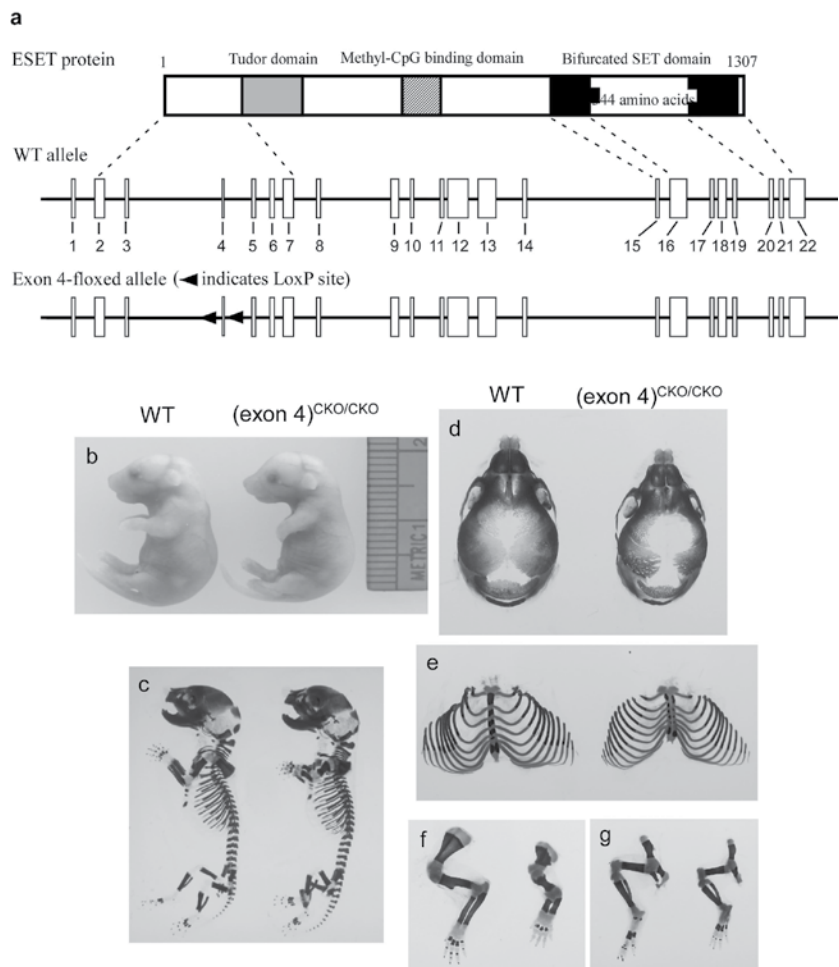 a
ESET protein
1 Tudor domain Methyl-CpG binding domain Bifurcated SET domain 1307
44 amino acids
WT allele
1 2 3 4 5 6 7 8 9 10 11 12 13 14 15 16 17 18 19 20 21 22
Exon 4-floxed allele (◄ indicates LoxP site)
WT (exon 4)CKO/CKO
b
2
METRIC 1
WT (exon 4)CKO/CKO
d
c
e
f
g